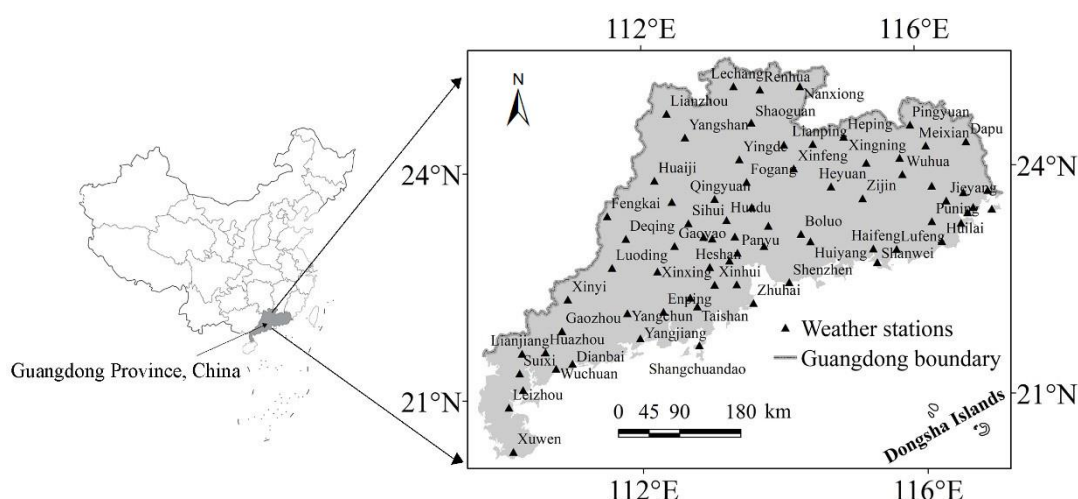 112°E
116°E
N
Lechang
Renhua
Nanxiong
Lianzhou
Shaoguan
Pingyuan
Yangshan
Lianping
Heping
Meixian
Dapu
Yingde
Xingning
24°N
24°N
Huaiji
Fogang
Xinfeng
Wuhua
Qingyuan
Heyuan
Zijin
Jieyang
Fengkai
Sihui
Huadu
Puning
Deqing
Gaoyao
Panyu
Boluo
Huilai
Luoding
Heshan
Huiyang
Haifeng
Lufeng
Xinxing
Xinhui
Shanwei
Shenzhen
Xinyi
Enping
Zhuhai
Gaozhou
Yangchun
Taishan
Weather stations
Lianjiang
Huazhou
Yangjiang
Guangdong boundary
Guangdong Province, China
Suixi
Dianbai
Wuchuan
Shangchuandao
Leizhou
21°N
21°N
0 45 90 180 km
Xuwen
Dongsha Islands
112°E
116°E